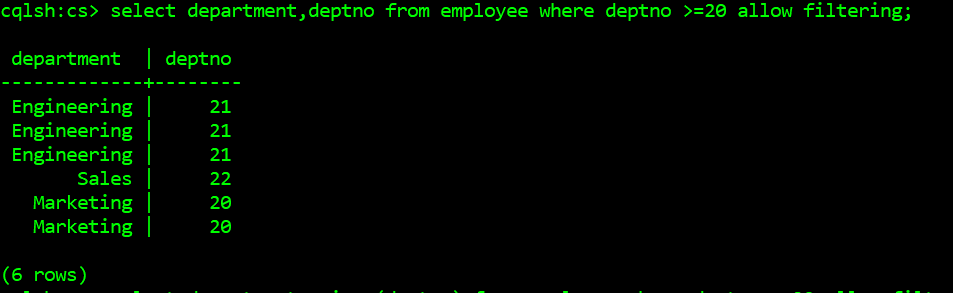 cqlsh:cs> select department,deptno from employee where deptno >=20 allow filtering;
department | deptno
-------------+--------
Engineering | 21
Engineering | 21
Engineering | 21
Sales | 22
Marketing | 20
Marketing | 20
(6 rows)